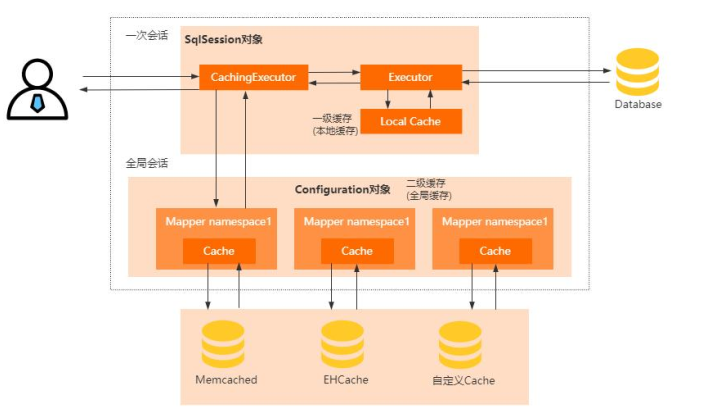 一次会话
SqlSession对象
CachingExecutor
Executor
Database
一级缓存
(本地缓存)
Local Cache
全局会话
Configuration对象
二级缓存
(全局缓存)
Mapper namespace1
Mapper namespace1
Mapper namespace1
Cache
Cache
Cache
Memcached
EHCache
自定义Cache